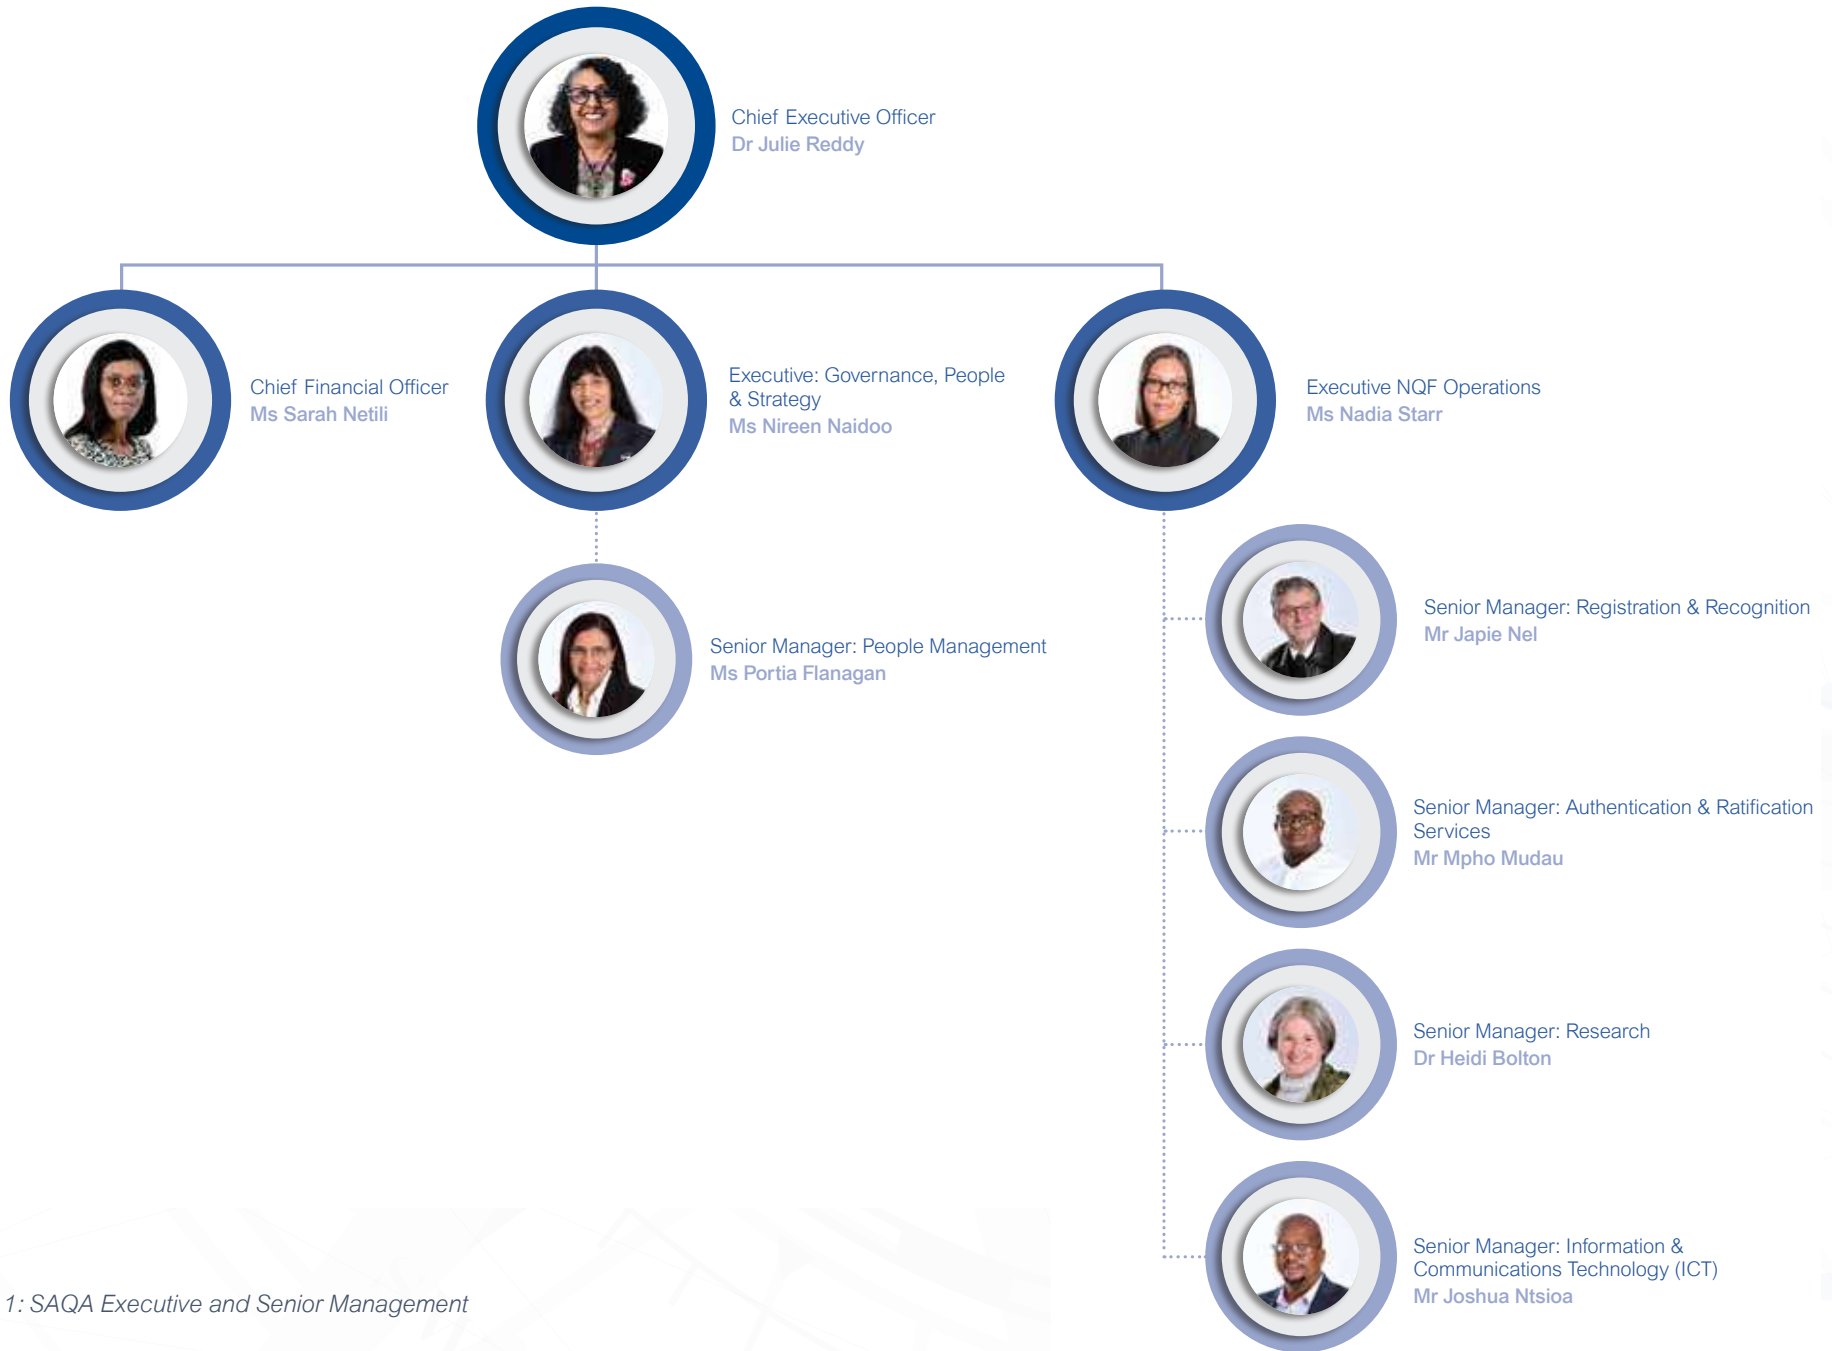 Chief Executive Officer
Dr Julie Reddy
Chief Financial Officer
Ms Sarah Netili
Executive: Governance, People
& Strategy
Ms Nireen Naidoo
Executive NQF Operations
Ms Nadia Starr
Senior Manager: People Management
Ms Portia Flanagan
Senior Manager: Registration & Recognition
Mr Japie Nel
Senior Manager: Authentication & Ratification
Services
Mr Mpho Mudau
Senior Manager: Research
Dr Heidi Bolton
Senior Manager: Information &
Communications Technology (ICT)
Mr Joshua Ntsioa
1: SAQA Executive and Senior Management